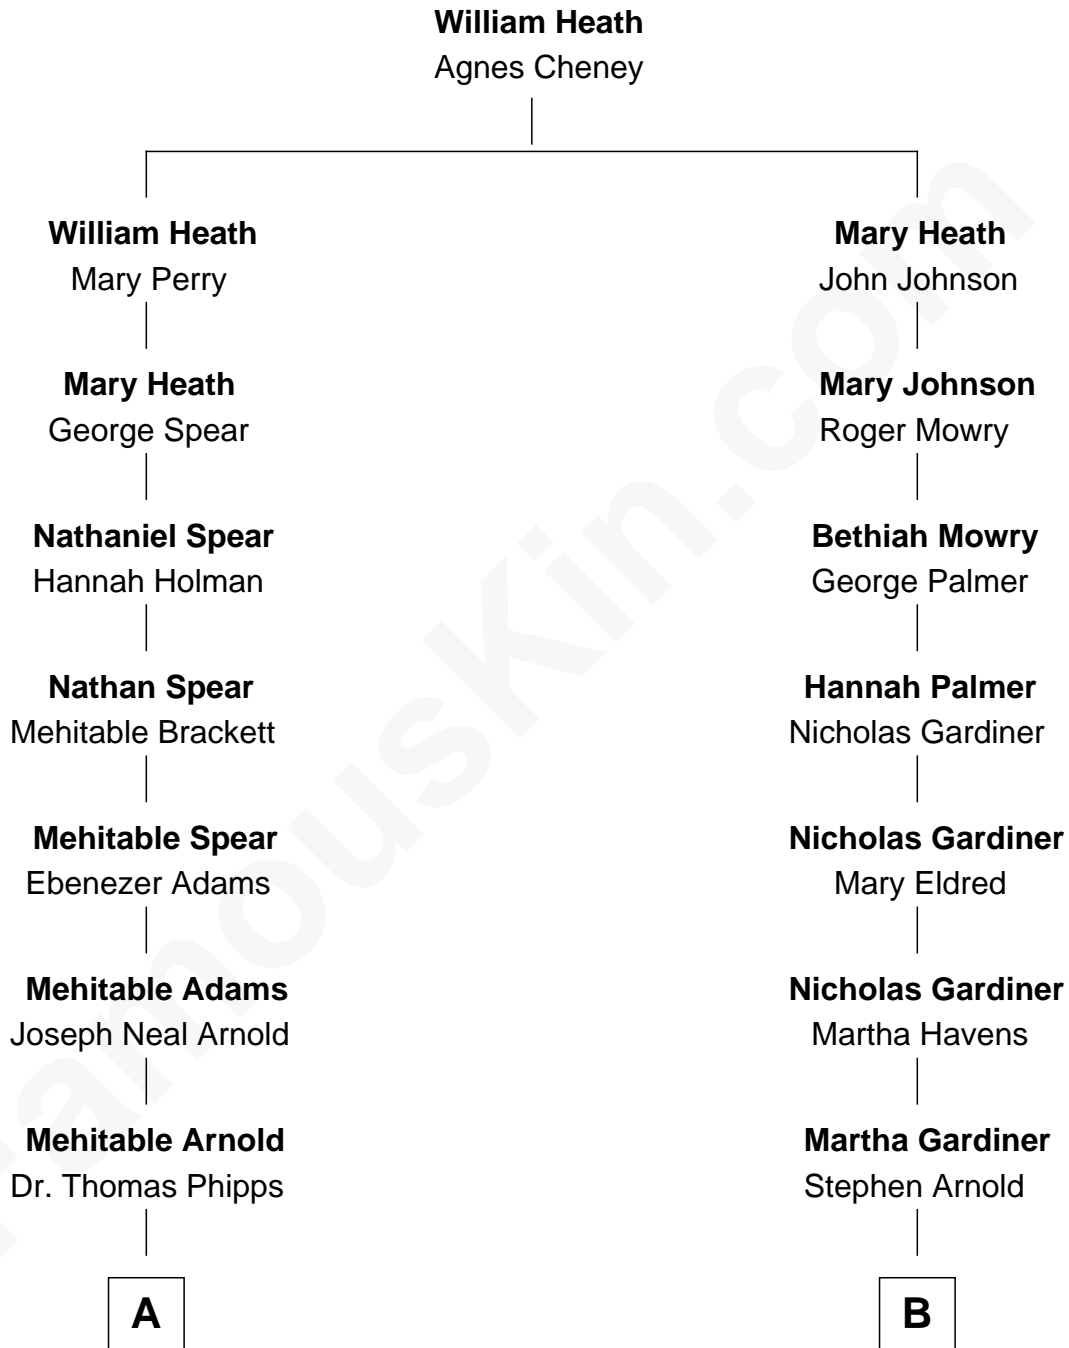 William Heath
Agnes Cheney
William Heath
Mary Perry
Mary Heath
George Spear
Nathaniel Spear
Hannah Holman
Nathan Spear
Mehitable Brackett
Mehitable Spear
Ebenezer Adams
Mehitable Adams
Joseph Neal Arnold
Mehitable Arnold
Dr. Thomas Phipps
A
Mary Heath
John Johnson
Mary Johnson
Roger Mowry
Bethiah Mowry
George Palmer
Hannah Palmer
Nicholas Gardiner
Nicholas Gardiner
Mary Eldred
Nicholas Gardiner
Martha Havens
Martha Gardiner
Stephen Arnold
B
FamousKin.com